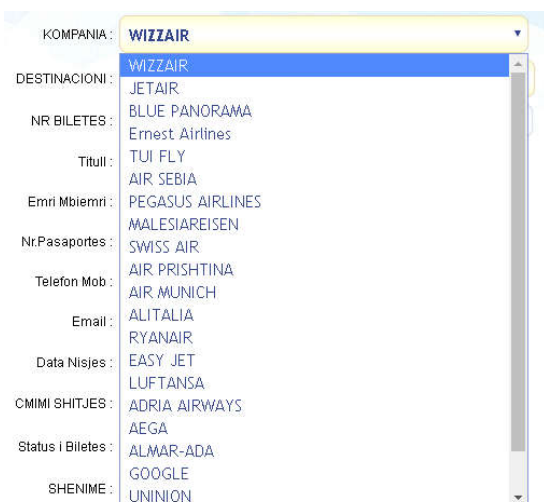 KOMPANIA : WIZZAIR
WIZZAIR
DESTINACIONI :
JETAIR
BLUE PANORAMA
NR BILETES :
Ernest Airlines
Titull :
TUI FLY
AIR SEBIA
Emri Mbiemri :
PEGASUS AIRLINES
MALESIAREISEN
Nr.Pasaportes :
SWISS AIR
AIR PRISHTINA
Telefon Mob :
AIR MUNICH
Email :
ALITALIA
RYANAIR
Data Nisjes :
EASY JET
LUFTANSA
CMIMI SHITJES :
ADRIA AIRWAYS
AEGA
Status i Biletes :
ALMAR-ADA
GOOGLE
SHENIME :
UNINION